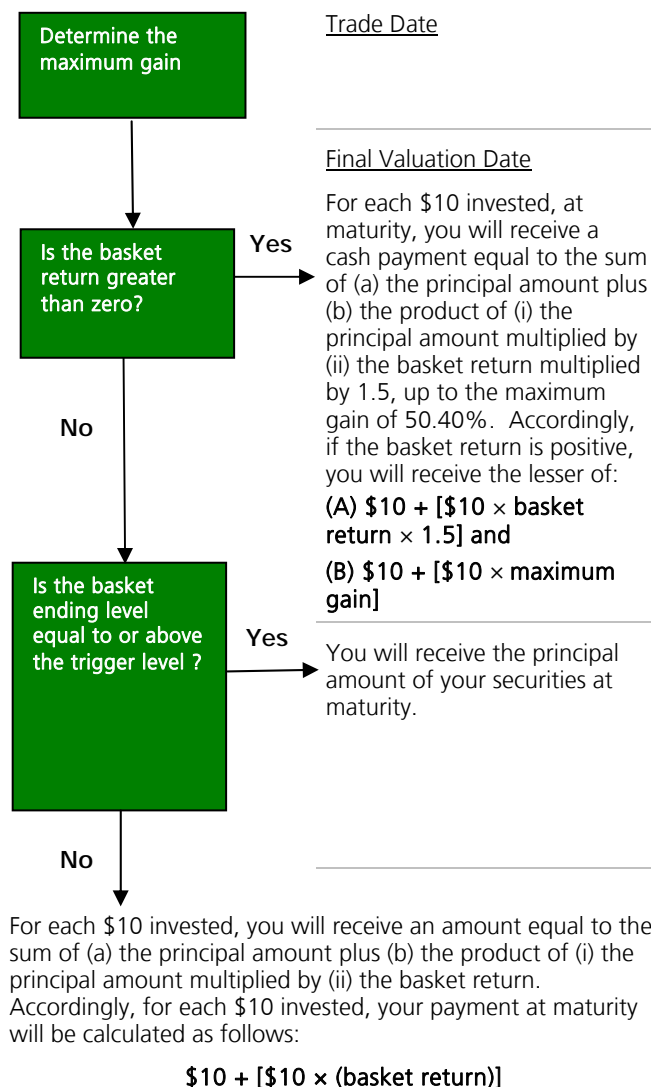 Determine the
maximum gain
Trade Date
Final Valuation Date
For each $10 invested, at
maturity, you will receive a
cash payment equal to the sum
of (a) the principal amount plus
(b) the product of (i) the
principal amount multiplied by
(ii) the basket return multiplied
by 1.5, up to the maximum
gain of 50.40%.  Accordingly,
if the basket return is positive,
you will receive the lesser of:
(A) $10 + [$10 × basket
return × 1.5] and
(B) $10 + [$10 × maximum
gain]
Is the basket
return greater
than zero?
Yes
No
Is the basket
ending level
equal to or above
the trigger level ?
Yes
You will receive the principal
amount of your securities at
maturity.
No
For each $10 invested, you will receive an amount equal to the
sum of (a) the principal amount plus (b) the product of (i) the
principal amount multiplied by (ii) the basket return.
Accordingly, for each $10 invested, your payment at maturity
will be calculated as follows:
$10 + [$10 × (basket return)]